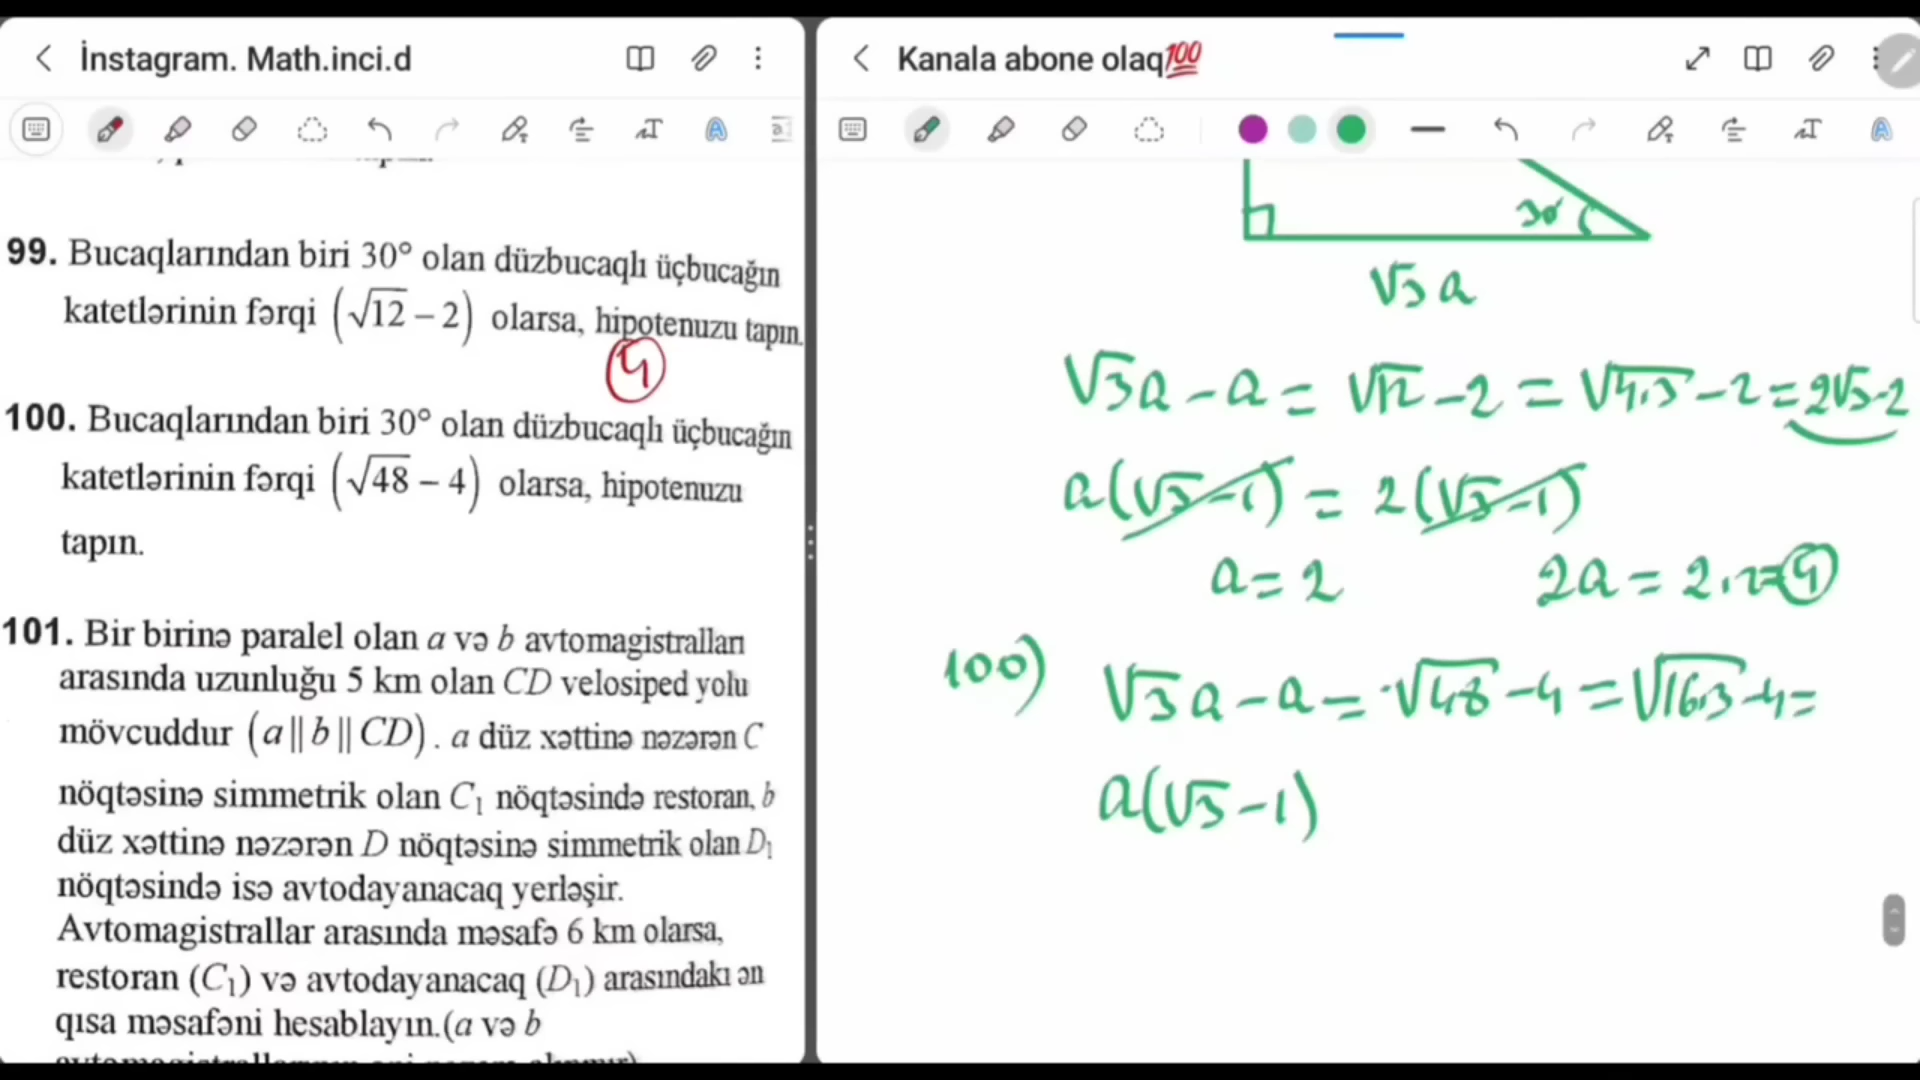 İnstagram. Math.inci.d
99. Bucaqlarından biri 30° olan düzbucaqlı üçbucağın
katetlərinin fərqi (√12 − 2) olarsa, hipotenuzu tapın.
4
100. Bucaqlarından biri 30° olan düzbucaqlı üçbucağın
katetlərinin fərqi (√48 − 4) olarsa, hipotenuzu
tapın.
101. Bir birinə paralel olan a və b avtomagistralları
arasında uzunluğu 5 km olan CD velosiped yolu
mövcuddur (a || b || CD). a düz xəttinə nəzərən C
nöqtəsinə simmetrik olan C₁ nöqtəsində restoran, b
düz xəttinə nəzərən D nöqtəsinə simmetrik olan D₁
nöqtəsində isə avtodayanacaq yerləşir.
Avtomagistrallar arasında məsafə 6 km olarsa,
restoran (C₁) və avtodayanacaq (D₁) arasındakı ən
qısa məsafəni hesablayın.(a və b
Kanala abone olaq💯
30°
√3 a
√3a − a = √12 − 2 = √4.3 − 2 = 2√3-2
a(√3 − 1) = 2(√3 − 1)
a = 2 2a = 2.2=4
100) √3a − a = √48 − 4 = √16.3 − 4 =
a(√3 − 1)